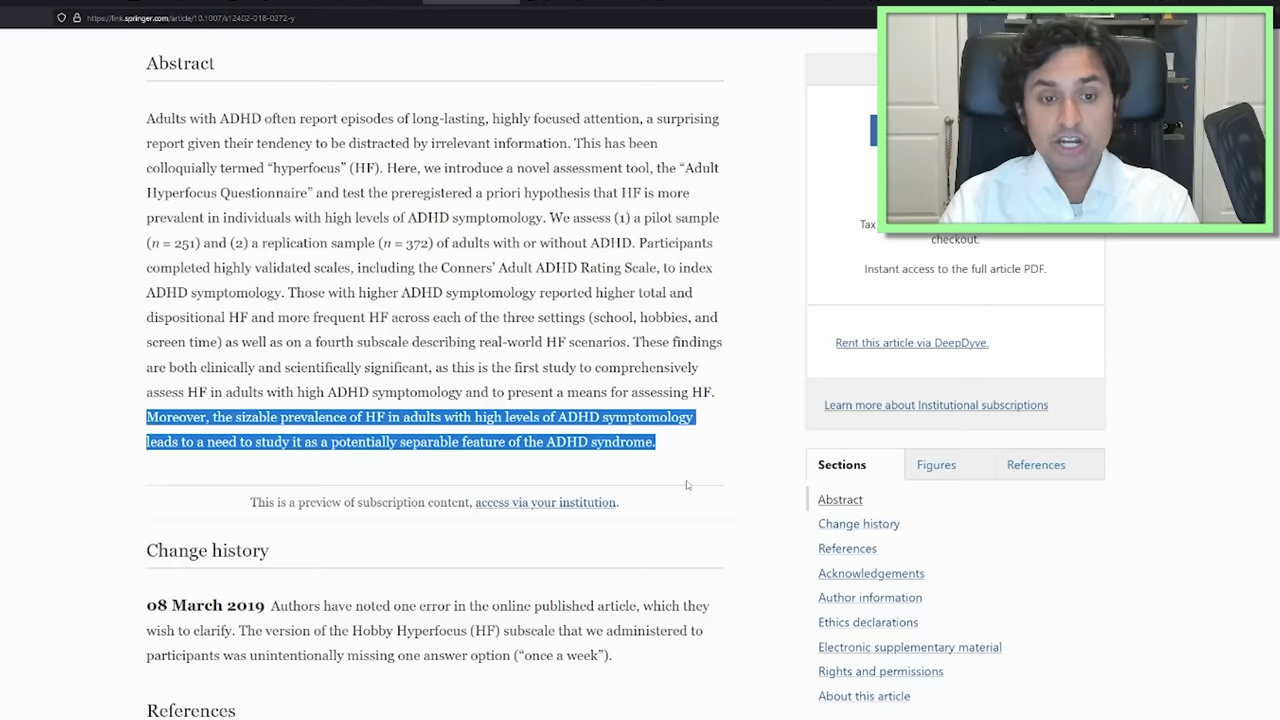 https://link.springer.com/article/10.1007/s12402-018-0272-y
Abstract
Adults with ADHD often report episodes of long-lasting, highly focused attention, a surprising
report given their tendency to be distracted by irrelevant information. This has been
colloquially termed “hyperfocus” (HF). Here, we introduce a novel assessment tool, the “Adult
Hyperfocus Questionnaire” and test the preregistered a priori hypothesis that HF is more
prevalent in individuals with high levels of ADHD symptomology. We assess (1) a pilot sample
(n = 251) and (2) a replication sample (n = 372) of adults with or without ADHD. Participants
completed highly validated scales, including the Conners’ Adult ADHD Rating Scale, to index
ADHD symptomology. Those with higher ADHD symptomology reported higher total and
dispositional HF and more frequent HF across each of the three settings (school, hobbies, and
screen time) as well as on a fourth subscale describing real-world HF scenarios. These findings
are both clinically and scientifically significant, as this is the first study to comprehensively
assess HF in adults with high ADHD symptomology and to present a means for assessing HF.
Moreover, the sizable prevalence of HF in adults with high levels of ADHD symptomology
leads to a need to study it as a potentially separable feature of the ADHD syndrome.
This is a preview of subscription content, access via your institution.
Change history
08 March 2019 Authors have noted one error in the online published article, which they
wish to clarify. The version of the Hobby Hyperfocus (HF) subscale that we administered to
participants was unintentionally missing one answer option (“once a week”).
References
Tax
checkout.
Instant access to the full article PDF.
Rent this article via DeepDyve.
Learn more about Institutional subscriptions
Sections Figures References
Abstract
Change history
References
Acknowledgements
Author information
Ethics declarations
Electronic supplementary material
Rights and permissions
About this article